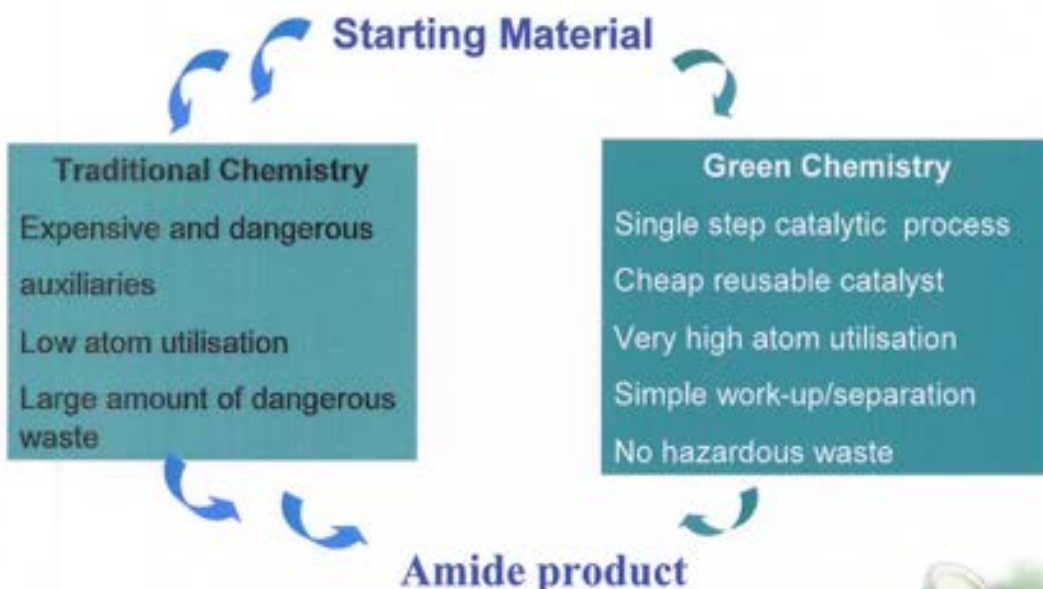 Starting Material
Traditional Chemistry
Expensive and dangerous
auxiliaries
Low atom utilisation
Large amount of dangerous
waste
Green Chemistry
Single step catalytic process
Cheap reusable catalyst
Very high atom utilisation
Simple work-up/separation
No hazardous waste
Amide product